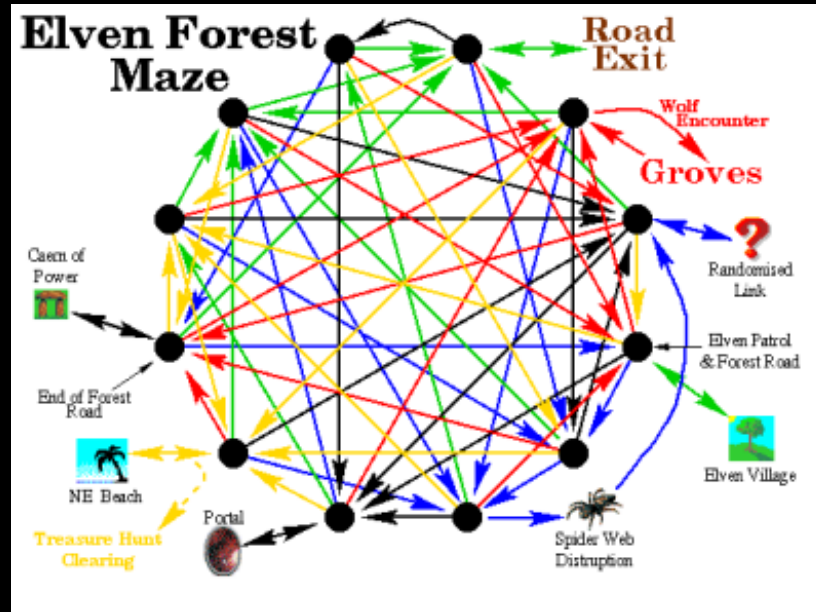 Elven Forest
Maze
Road
Exit
Wolf
Encounter
Groves
Caern of
Power
?
Randomised
Link
Elven Patrol
& Forest Road
End of Forest
Road
Elven Village
NE Beach
Portal
Spider Web
Distruption
Treasure Hunt
Clearing